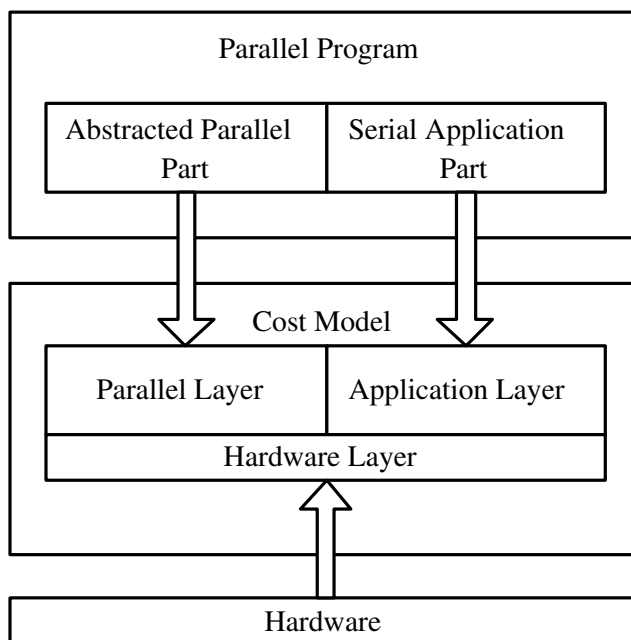 Parallel Program
Abstracted Parallel
Part
Serial Application
Part
Cost Model
Parallel Layer
Application Layer
Hardware Layer
Hardware